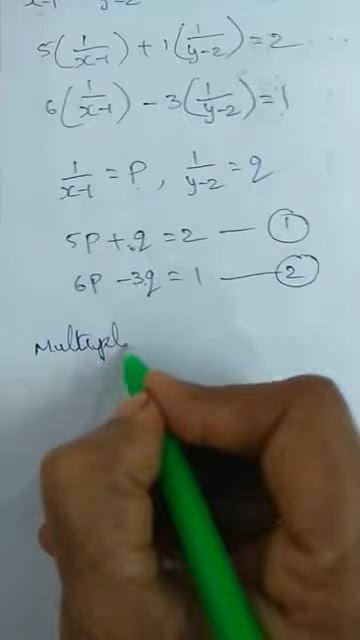 5(1/x-1) + 1(1/y-2) = 2
6(1/x-1) - 3(1/y-2) = 1
1/x-1 = P, 1/y-2 = q
5P + q = 2 — 1
6P - 3q = 1 — 2
Multipl